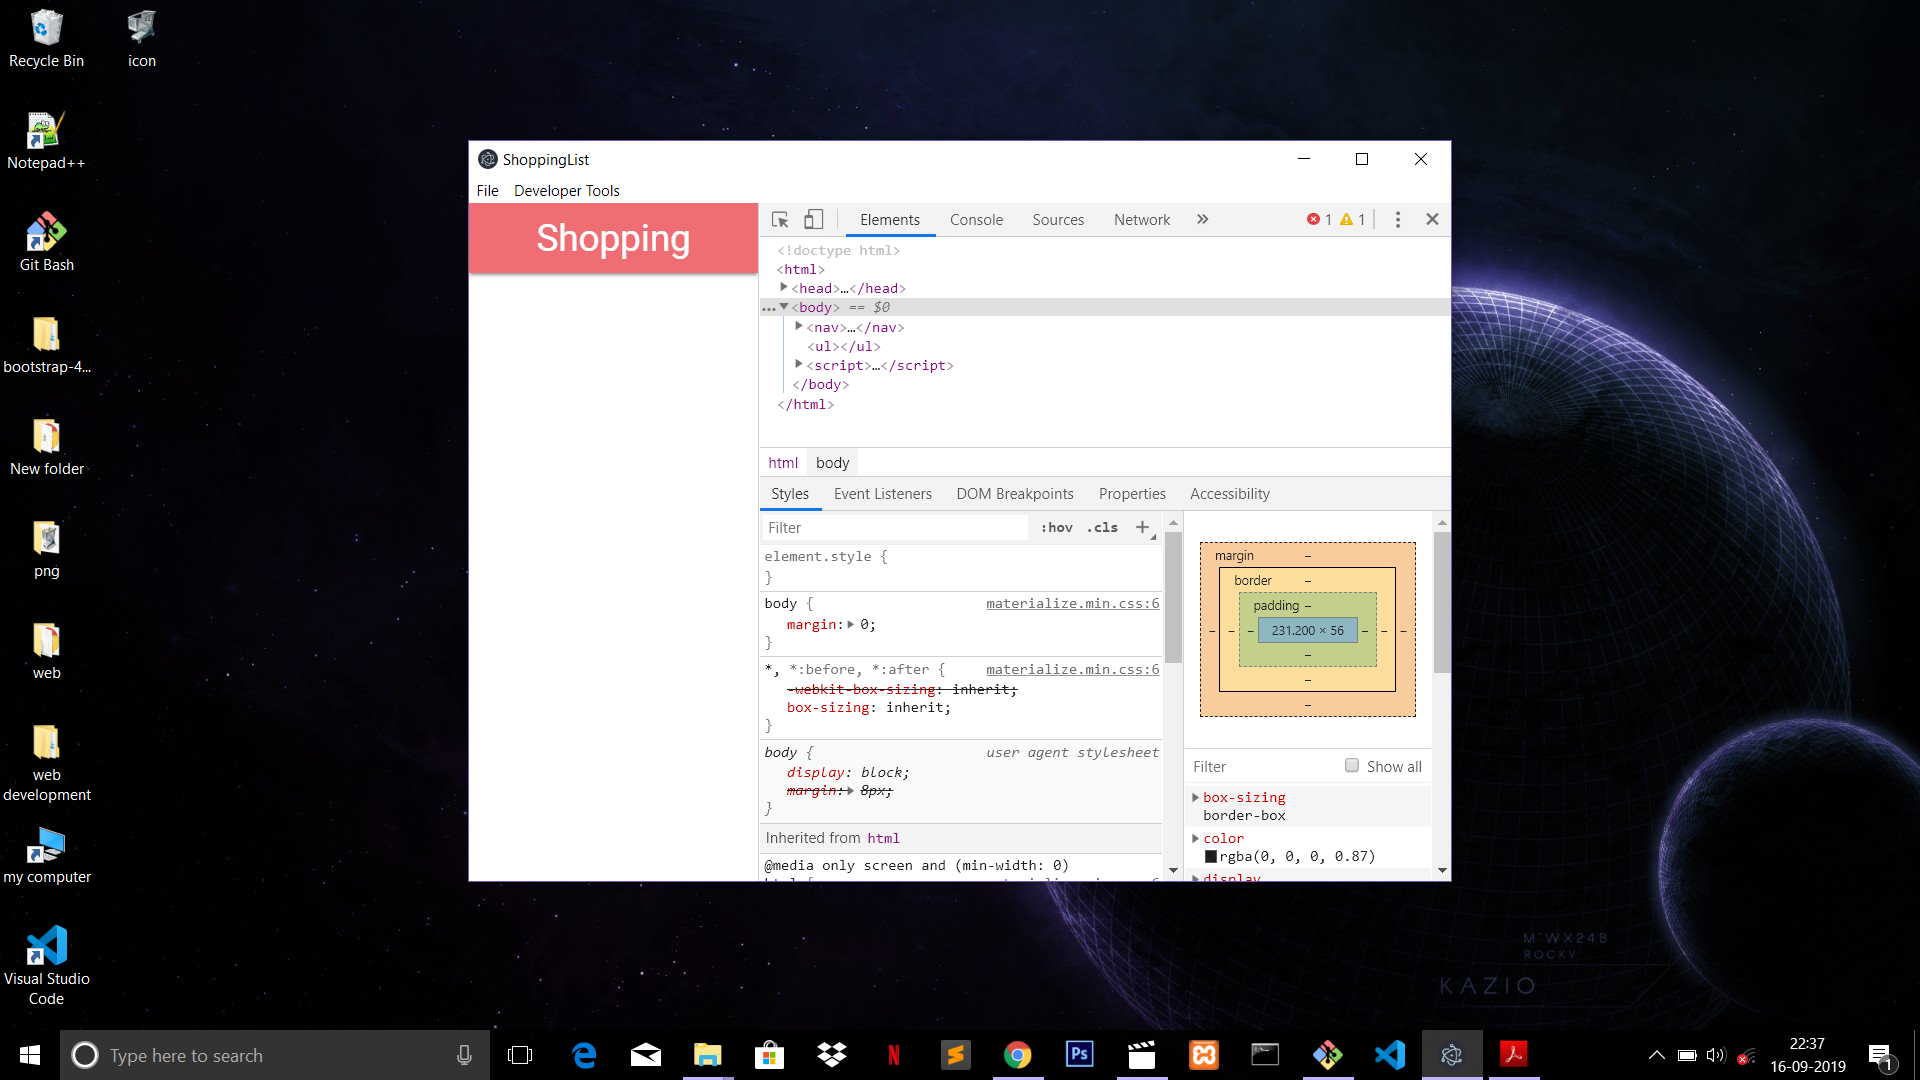 Recycle Bin
icon
Notepad++
Git Bash
bootstrap-4...
New folder
png
web
web
development
my computer
Visual Studio
Code
ShoppingList
File Developer Tools
Shopping
Elements Console Sources Network » 1 1
<!doctype html>
<html>
<head>…</head>
… <body> == $0
<nav>…</nav>
<ul></ul>
<script>…</script>
</body>
</html>
html body
Styles Event Listeners DOM Breakpoints Properties Accessibility
Filter :hov .cls +
element.style {
}
body { materialize.min.css:6
margin: 0;
}
*, *:before, *:after { materialize.min.css:6
-webkit-box-sizing: inherit;
box-sizing: inherit;
}
body { user agent stylesheet
display: block;
margin: 8px;
}
Inherited from html
@media only screen and (min-width: 0)
margin –
border –
padding –
– – – 231.200 × 56 – – –
–
–
–
Filter Show all
box-sizing
border-box
color
rgba(0, 0, 0, 0.87)
display
M'WX24B
ROCKY
KAZIO
Type here to search
Ps
22:37
16-09-2019
1